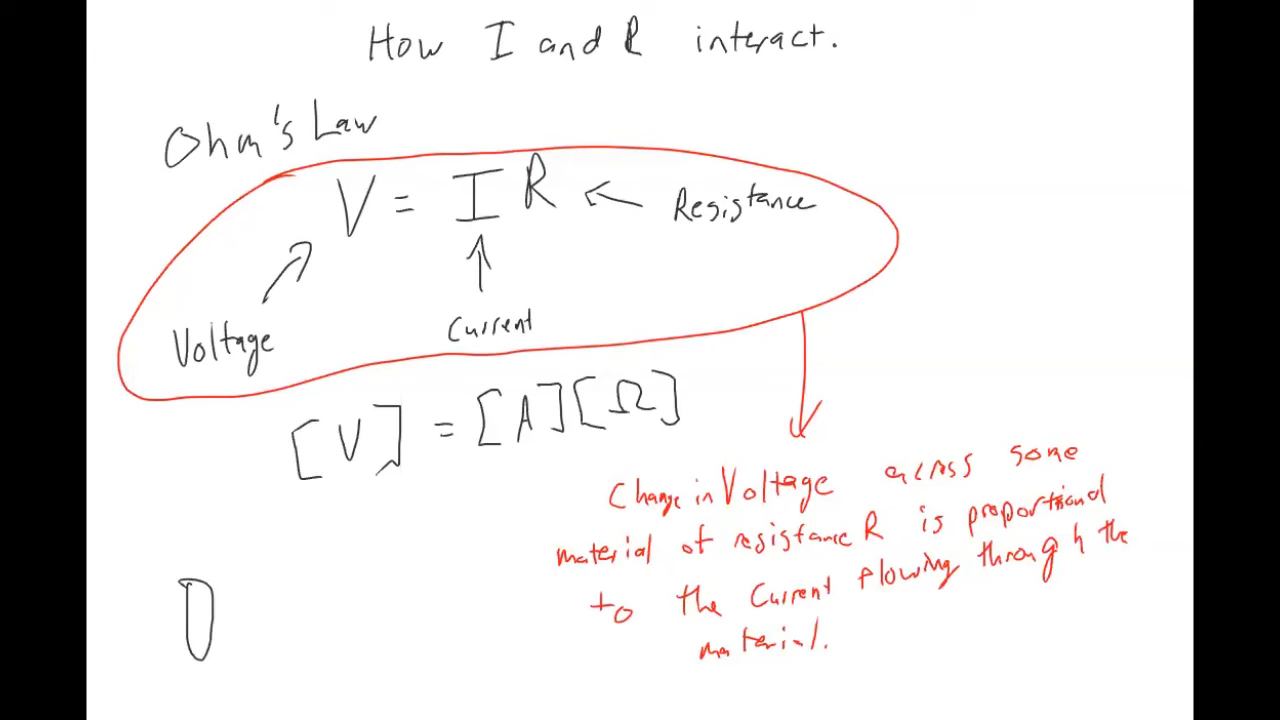 How I and R interact.
Ohm's Law
V = I R ← Resistance
Voltage
Current
[V] = [A][Ω]
Change in Voltage across some
material of resistance R is proportional
to the Current flowing through the
material.